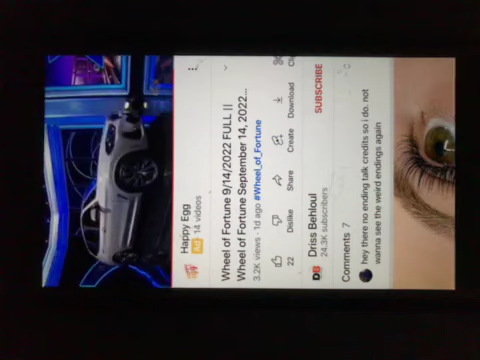 Happy Egg
Ad · 14 videos
Wheel of Fortune 9/14/2022 FULL ||
Wheel of Fortune September 14, 2022...
3.2K views · 1d ago #Wheel_of_Fortune
22
Dislike
Share
Create
Download
Cl
DB
Driss Behloul
24.3K subscribers
SUBSCRIBE
Comments 7
hey there no ending talk credits so i do. not
wanna see the weird endings again